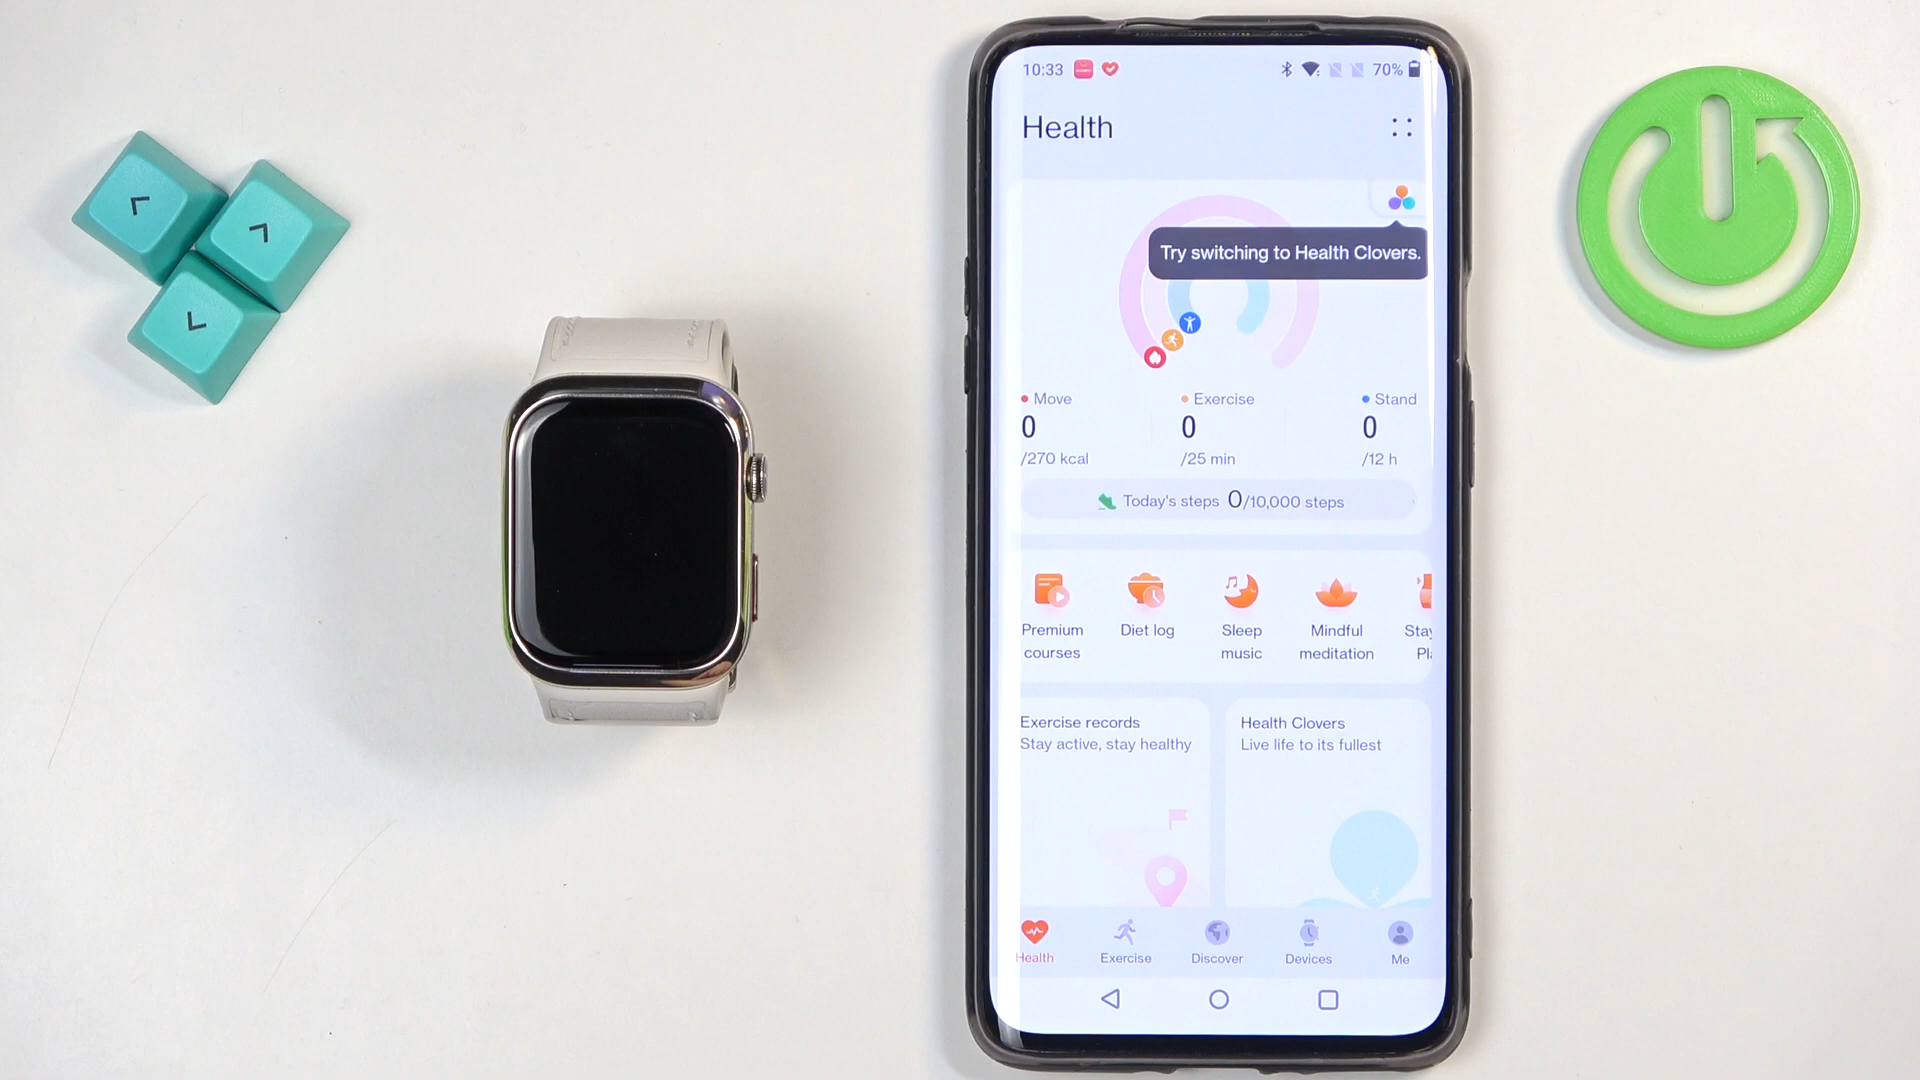 10:33
70%
Health
Try switching to Health Clovers.
Move
Exercise
Stand
0
0
0
/270 kcal
/25 min
/12 h
Today's steps 0/10,000 steps
Premium
courses
Diet log
Sleep
music
Mindful
meditation
Stay
Pl
Exercise records
Stay active, stay healthy
Health Clovers
Live life to its fullest
Health
Exercise
Discover
Devices
Me